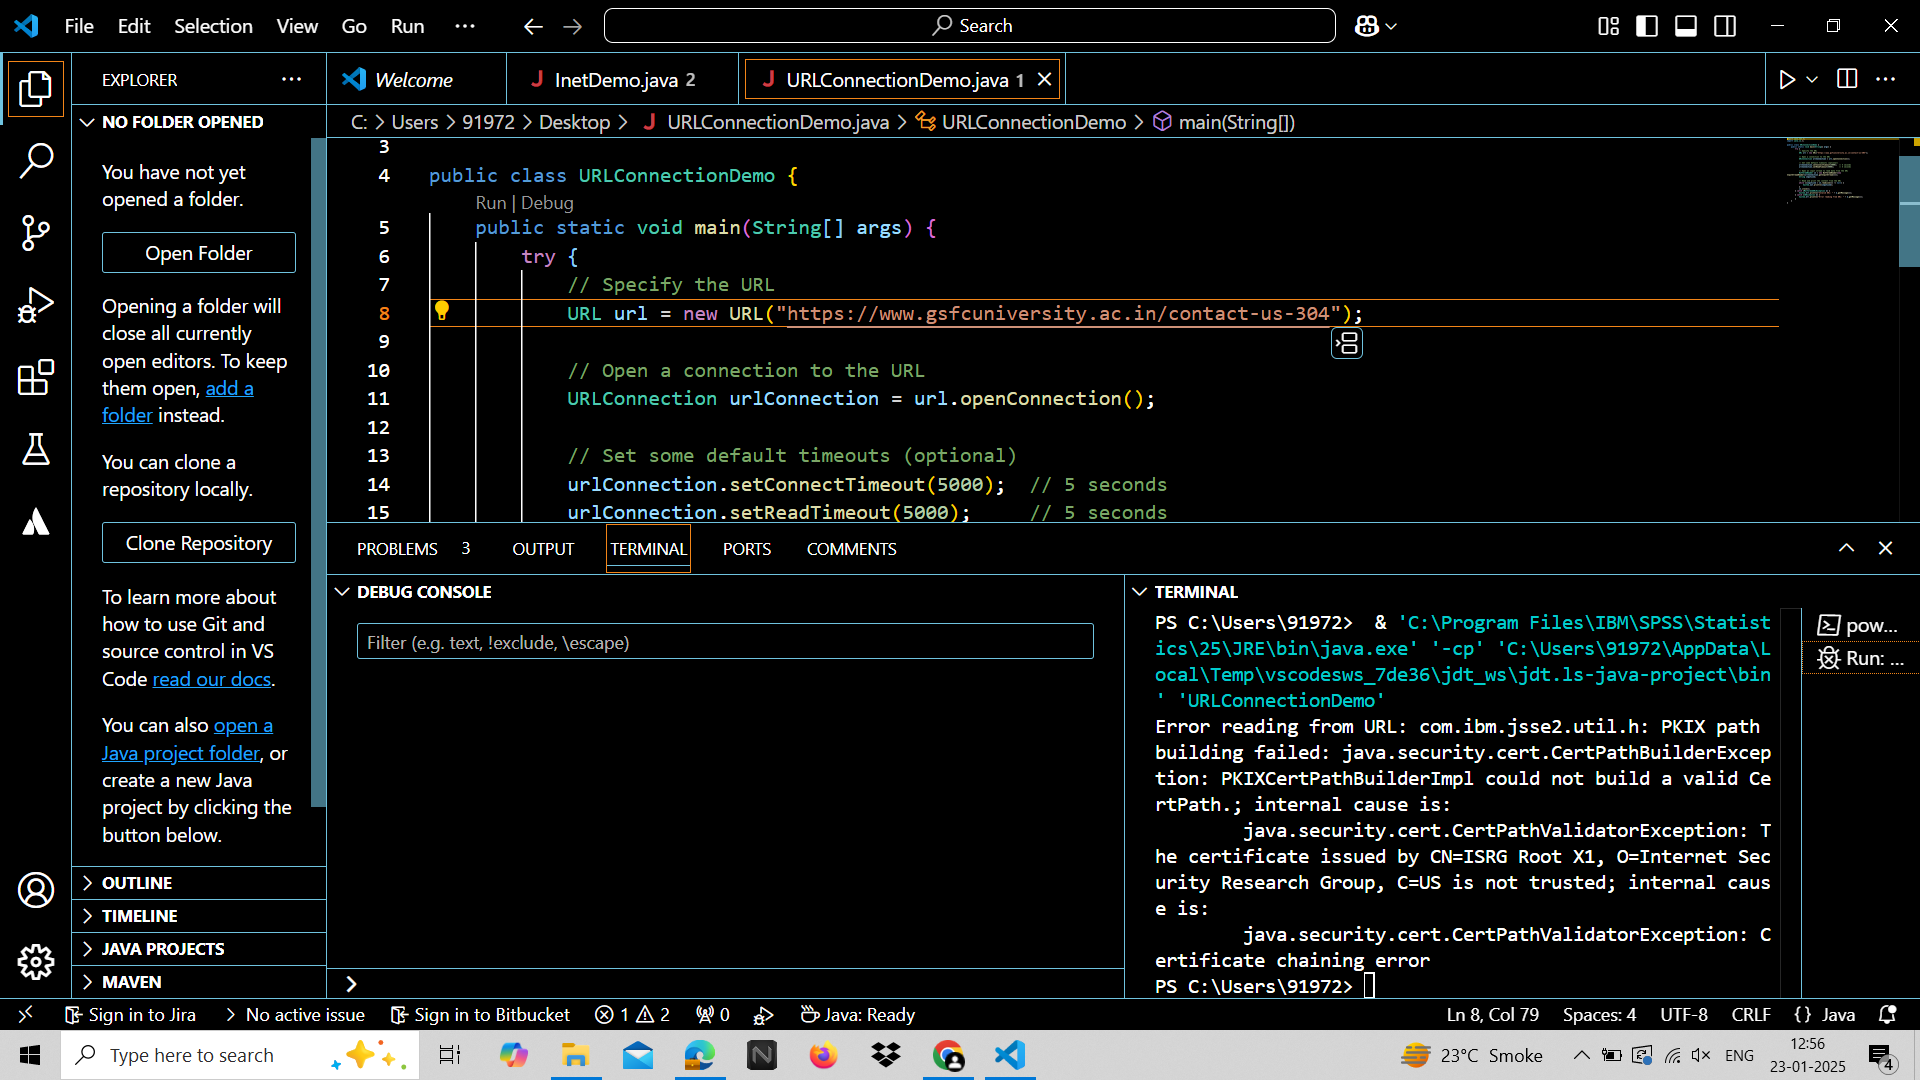 File Edit Selection View Go Run ··· Search
EXPLORER ···
Welcome
InetDemo.java 2
URLConnectionDemo.java 1
NO FOLDER OPENED
C: > Users > 91972 > Desktop > J URLConnectionDemo.java > URLConnectionDemo > main(String[])
You have not yet
opened a folder.
Open Folder
Opening a folder will
close all currently
open editors. To keep
them open, add a
folder instead.
You can clone a
repository locally.
Clone Repository
To learn more about
how to use Git and
source control in VS
Code read our docs.
You can also open a
Java project folder, or
create a new Java
project by clicking the
button below.
OUTLINE
TIMELINE
JAVA PROJECTS
MAVEN
3
4 public class URLConnectionDemo {
Run | Debug
5 public static void main(String[] args) {
6 try {
7 // Specify the URL
8 URL url = new URL("https://www.gsfcuniversity.ac.in/contact-us-304");
9
10 // Open a connection to the URL
11 URLConnection urlConnection = url.openConnection();
12
13 // Set some default timeouts (optional)
14 urlConnection.setConnectTimeout(5000); // 5 seconds
15 urlConnection.setReadTimeout(5000); // 5 seconds
PROBLEMS 3 OUTPUT TERMINAL PORTS COMMENTS
DEBUG CONSOLE
Filter (e.g. text, !exclude, \escape)
TERMINAL
PS C:\Users\91972> & 'C:\Program Files\IBM\SPSS\Statist
ics\25\JRE\bin\java.exe' '-cp' 'C:\Users\91972\AppData\L
ocal\Temp\vscodesws_7de36\jdt_ws\jdt.ls-java-project\bin
' 'URLConnectionDemo'
Error reading from URL: com.ibm.jsse2.util.h: PKIX path
building failed: java.security.cert.CertPathBuilderExcep
tion: PKIXCertPathBuilderImpl could not build a valid Ce
rtPath.; internal cause is:
java.security.cert.CertPathValidatorException: T
he certificate issued by CN=ISRG Root X1, O=Internet Sec
urity Research Group, C=US is not trusted; internal caus
e is:
java.security.cert.CertPathValidatorException: C
ertificate chaining error
PS C:\Users\91972>
pow...
Run: ...
Sign in to Jira No active issue Sign in to Bitbucket 1 2 0 Java: Ready Ln 8, Col 79 Spaces: 4 UTF-8 CRLF {} Java
Type here to search
23°C Smoke
ENG
12:56
23-01-2025
4